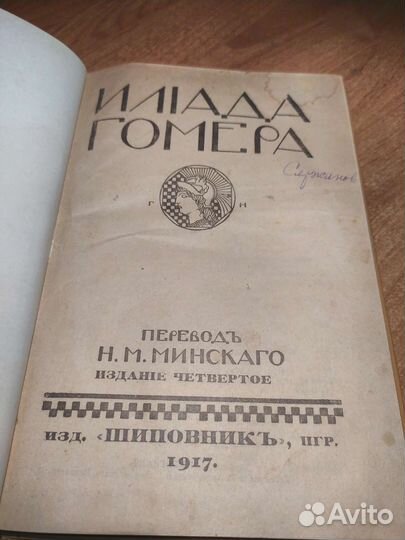 ИЛІАДА
ГОМЕРА
Г Н
ПЕРЕВОДЪ
Н. М. МИНСКАГО
ИЗДАНІЕ ЧЕТВЕРТОЕ
ИЗД. «ШИПОВНИКЪ», ПГР.
1917.
Avito